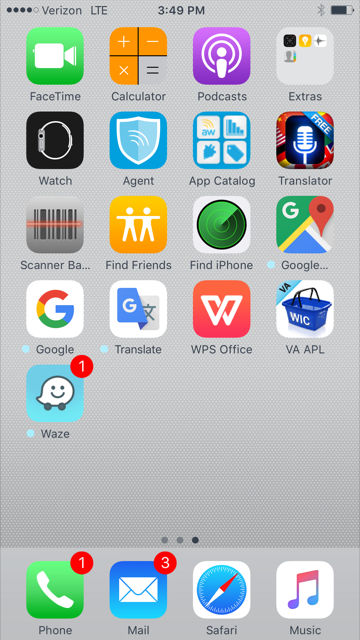 Verizon LTE 3:49 PM
FaceTime Calculator Podcasts Extras
aw FREE
Watch Agent App Catalog Translator
G
Scanner Ba... Find Friends Find iPhone Google...
G G 文 W VA WIC
Google Translate WPS Office VA APL
1
Waze
1 3
Phone Mail Safari Music